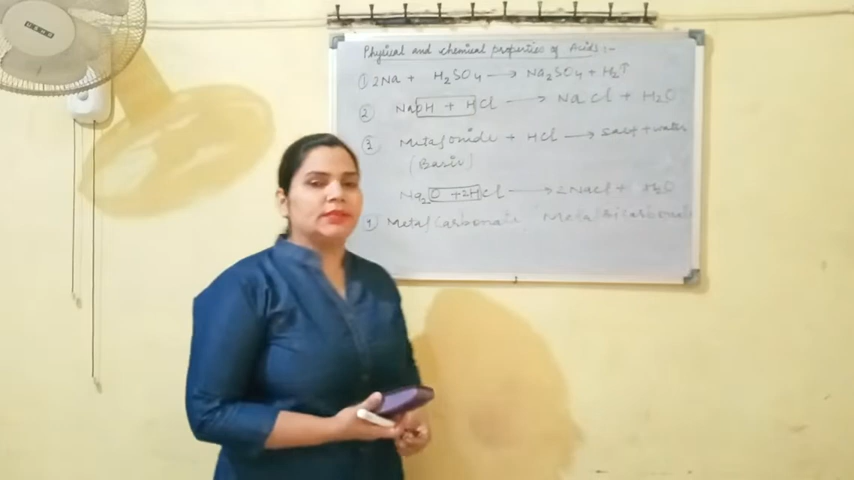 Physical and chemical properties of Acids:-
① 2Na + H₂SO₄ → Na₂SO₄ + H₂↑
② NaOH + HCl → NaCl + H₂O
③ Metal oxide + HCl → salt + water
(Basic)
Na₂O + 2HCl → 2NaCl + H₂O
④ Metal Carbonate Metal Bicarbonate